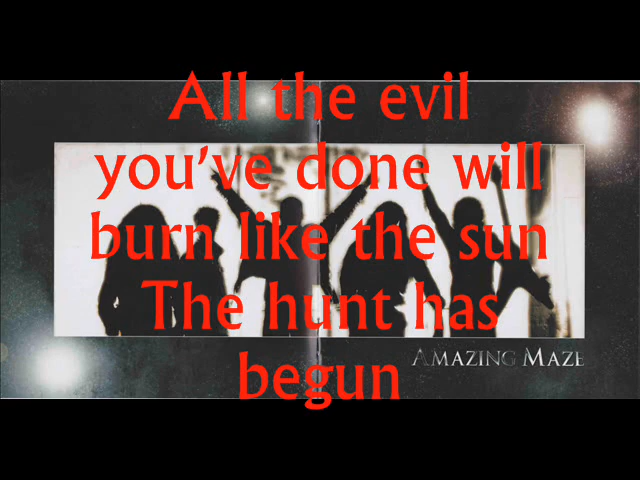 All the evil
you've done will
burn like the sun
The hunt has
begun
AMAZING MAZE